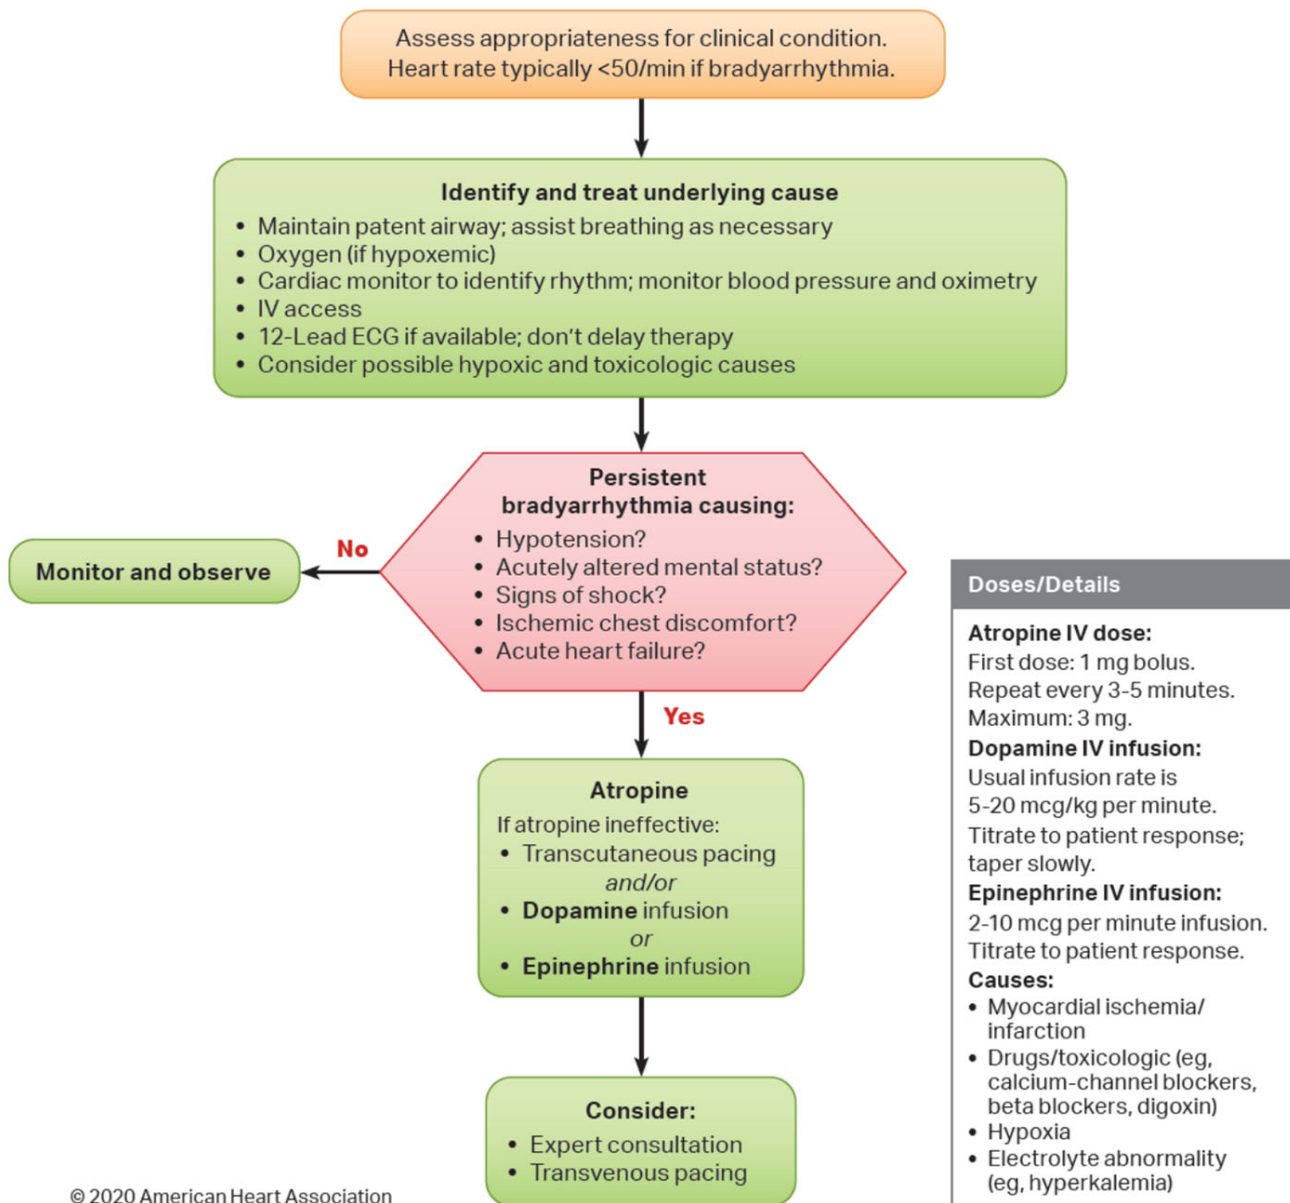 Assess appropriateness for clinical condition.
Heart rate typically <50/min if bradyarrhythmia.
Identify and treat underlying cause
• Maintain patent airway; assist breathing as necessary
• Oxygen (if hypoxemic)
• Cardiac monitor to identify rhythm; monitor blood pressure and oximetry
• IV access
• 12-Lead ECG if available; don't delay therapy
• Consider possible hypoxic and toxicologic causes
Persistent
bradyarrhythmia causing:
• Hypotension?
• Acutely altered mental status?
• Signs of shock?
• Ischemic chest discomfort?
• Acute heart failure?
No
Monitor and observe
Yes
Atropine
If atropine ineffective:
• Transcutaneous pacing
and/or
• Dopamine infusion
or
• Epinephrine infusion
Consider:
• Expert consultation
• Transvenous pacing
Doses/Details
Atropine IV dose:
First dose: 1 mg bolus.
Repeat every 3-5 minutes.
Maximum: 3 mg.
Dopamine IV infusion:
Usual infusion rate is
5-20 mcg/kg per minute.
Titrate to patient response;
taper slowly.
Epinephrine IV infusion:
2-10 mcg per minute infusion.
Titrate to patient response.
Causes:
• Myocardial ischemia/
infarction
• Drugs/toxicologic (eg,
calcium-channel blockers,
beta blockers, digoxin)
• Hypoxia
• Electrolyte abnormality
(eg, hyperkalemia)
© 2020 American Heart Association